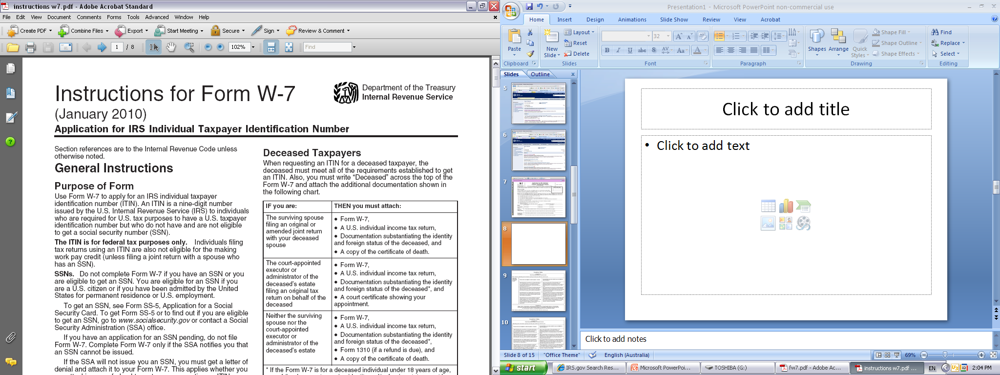 instructions w7.pdf - Adobe Acrobat Standard
File Edit View Document Comments Forms Tools Advanced Window Help
Create PDF Combine Files Export Start Meeting Secure Sign Review & Comment
1 / 8 102% Find
Instructions for Form W-7
(January 2010)
Application for IRS Individual Taxpayer Identification Number
Department of the Treasury
Internal Revenue Service
Section references are to the Internal Revenue Code unless
otherwise noted.
General Instructions
Purpose of Form
Use Form W-7 to apply for an IRS individual taxpayer
identification number (ITIN). An ITIN is a nine-digit number
issued by the U.S. Internal Revenue Service (IRS) to individuals
who are required for U.S. tax purposes to have a U.S. taxpayer
identification number but who do not have and are not eligible
to get a social security number (SSN).
The ITIN is for federal tax purposes only. Individuals filing
tax returns using an ITIN are also not eligible for the making
work pay credit (unless filing a joint return with a spouse who
has an SSN).
SSNs. Do not complete Form W-7 if you have an SSN or you
are eligible to get an SSN. You are eligible for an SSN if you
are a U.S. citizen or if you have been admitted by the United
States for permanent residence or U.S. employment.
To get an SSN, see Form SS-5, Application for a Social
Security Card. To get Form SS-5 or to find out if you are eligible
to get an SSN, go to www.socialsecurity.gov or contact a Social
Security Administration (SSA) office.
If you have an application for an SSN pending, do not file
Form W-7. Complete Form W-7 only if the SSA notifies you that
an SSN cannot be issued.
If the SSA will not issue you an SSN, you must get a letter of
denial and attach it to your Form W-7. This applies whether you
Deceased Taxpayers
When requesting an ITIN for a deceased taxpayer, the
deceased must meet all of the requirements established to get
an ITIN. Also, you must write “Deceased” across the top of the
Form W-7 and attach the additional documentation shown in
the following chart.
IF you are: THEN you must attach:
The surviving spouse
filing an original or
amended joint return
with your deceased
spouse
● Form W-7,
● A U.S. individual income tax return,
● Documentation substantiating the identity
and foreign status of the deceased, and
● A copy of the certificate of death.
The court-appointed
executor or
administrator of the
deceased’s estate
filing an original tax
return on behalf of the
deceased
● Form W-7,
● A U.S. individual income tax return,
● Documentation substantiating the identity
and foreign status of the deceased*, and
● A court certificate showing your
appointment.
Neither the surviving
spouse nor the
court-appointed
executor or
administrator of the
deceased’s estate
● Form W-7,
● A U.S. individual income tax return,
● Documentation substantiating the identity
and foreign status of the deceased*,
● Form 1310 (if a refund is due), and
● A copy of the certificate of death.
* If the Form W-7 is for a deceased individual under 18 years of age,
Presentation1 - Microsoft PowerPoint non-commercial use
Home Insert Design Animations Slide Show Review View Acrobat
Paste
Clipboard
New
Slide
Layout
Reset
Delete
Slides
32
B I U abc S AV Aa A
Font
Paragraph
Shapes Arrange Quick
Styles
Shape Fill
Shape Outline
Shape Effects
Drawing
Find
Replace
Select
Editing
Slides Outline x
5
6
7
W-7
8
9
10
Click to add title
• Click to add text
Click to add notes
Slide 8 of 15 "Office Theme" English (Australia) 69%
start IRS.gov Search Res... Microsoft PowerPoi... TOSHIBA (G:) fw7.pdf - Adobe Ac... instructions w7.pdf ... EN 2:04 PM